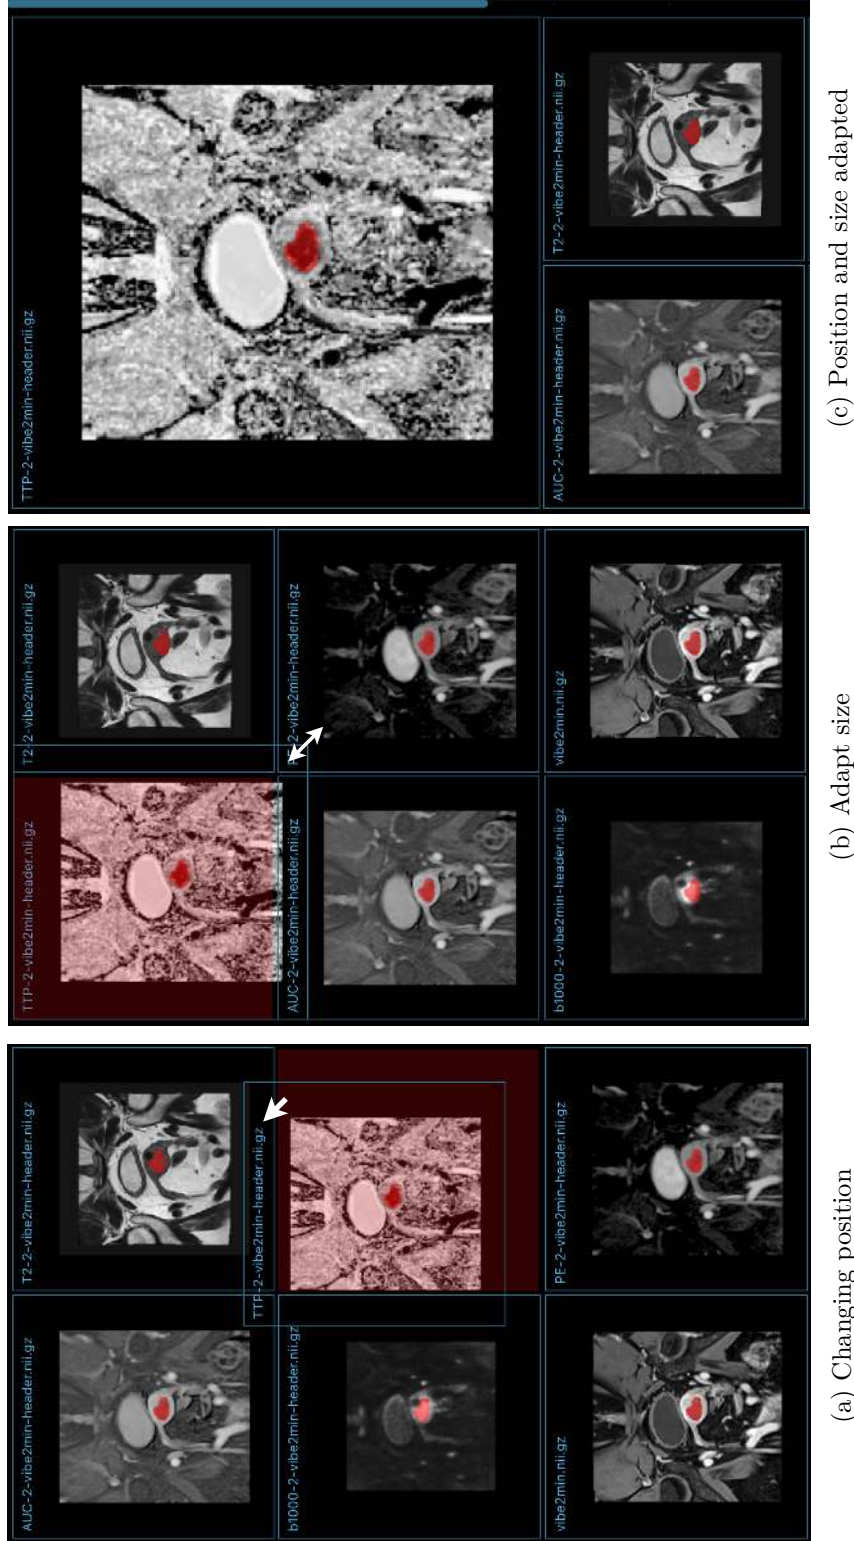 AUC-2-vibe2min-header.nii.gz
T2-2-vibe2min-header.nii.gz
b1000-2-vibe2min-header.nii.gz
TTP-2-vibe2min-header.nii.gz
vibe2min.nii.gz
PE-2-vibe2min-header.nii.gz
(a) Changing position
TTP-2-vibe2min-header.nii.gz
T2-2-vibe2min-header.nii.gz
AUC-2-vibe2min-header.nii.gz
PE-2-vibe2min-header.nii.gz
b1000-2-vibe2min-header.nii.gz
vibe2min.nii.gz
(b) Adapt size
TTP-2-vibe2min-header.nii.gz
AUC-2-vibe2min-header.nii.gz
T2-2-vibe2min-header.nii.gz
(c) Position and size adapted